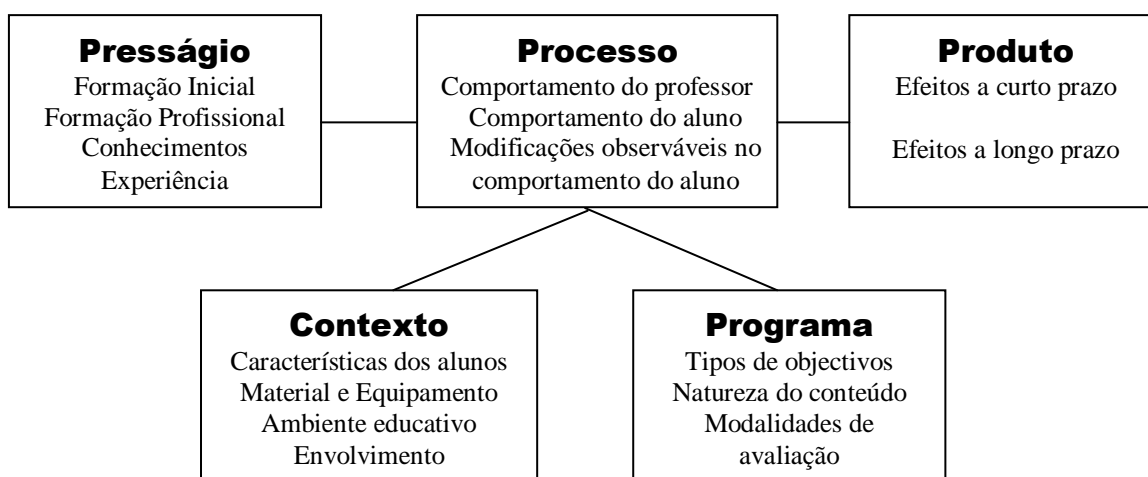 Presságio
Formação Inicial
Formação Profissional
Conhecimentos
Experiência
Processo
Comportamento do professor
Comportamento do aluno
Modificações observáveis no
comportamento do aluno
Produto
Efeitos a curto prazo
Efeitos a longo prazo
Contexto
Características dos alunos
Material e Equipamento
Ambiente educativo
Envolvimento
Programa
Tipos de objectivos
Natureza do conteúdo
Modalidades de
avaliação